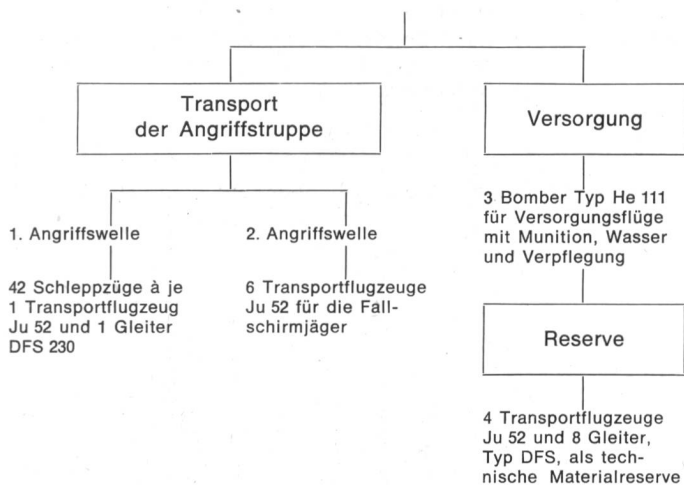 Transport
der Angriffstruppe
Versorgung
1. Angriffswelle
42 Schleppzüge à je
1 Transportflugzeug
Ju 52 und 1 Gleiter
DFS 230
2. Angriffswelle
6 Transportflugzeuge
Ju 52 für die Fall-
schirmjäger
3 Bomber Typ He 111
für Versorgungsflüge
mit Munition, Wasser
und Verpflegung
Reserve
4 Transportflugzeuge
Ju 52 und 8 Gleiter,
Typ DFS, als tech-
nische Materialreserve